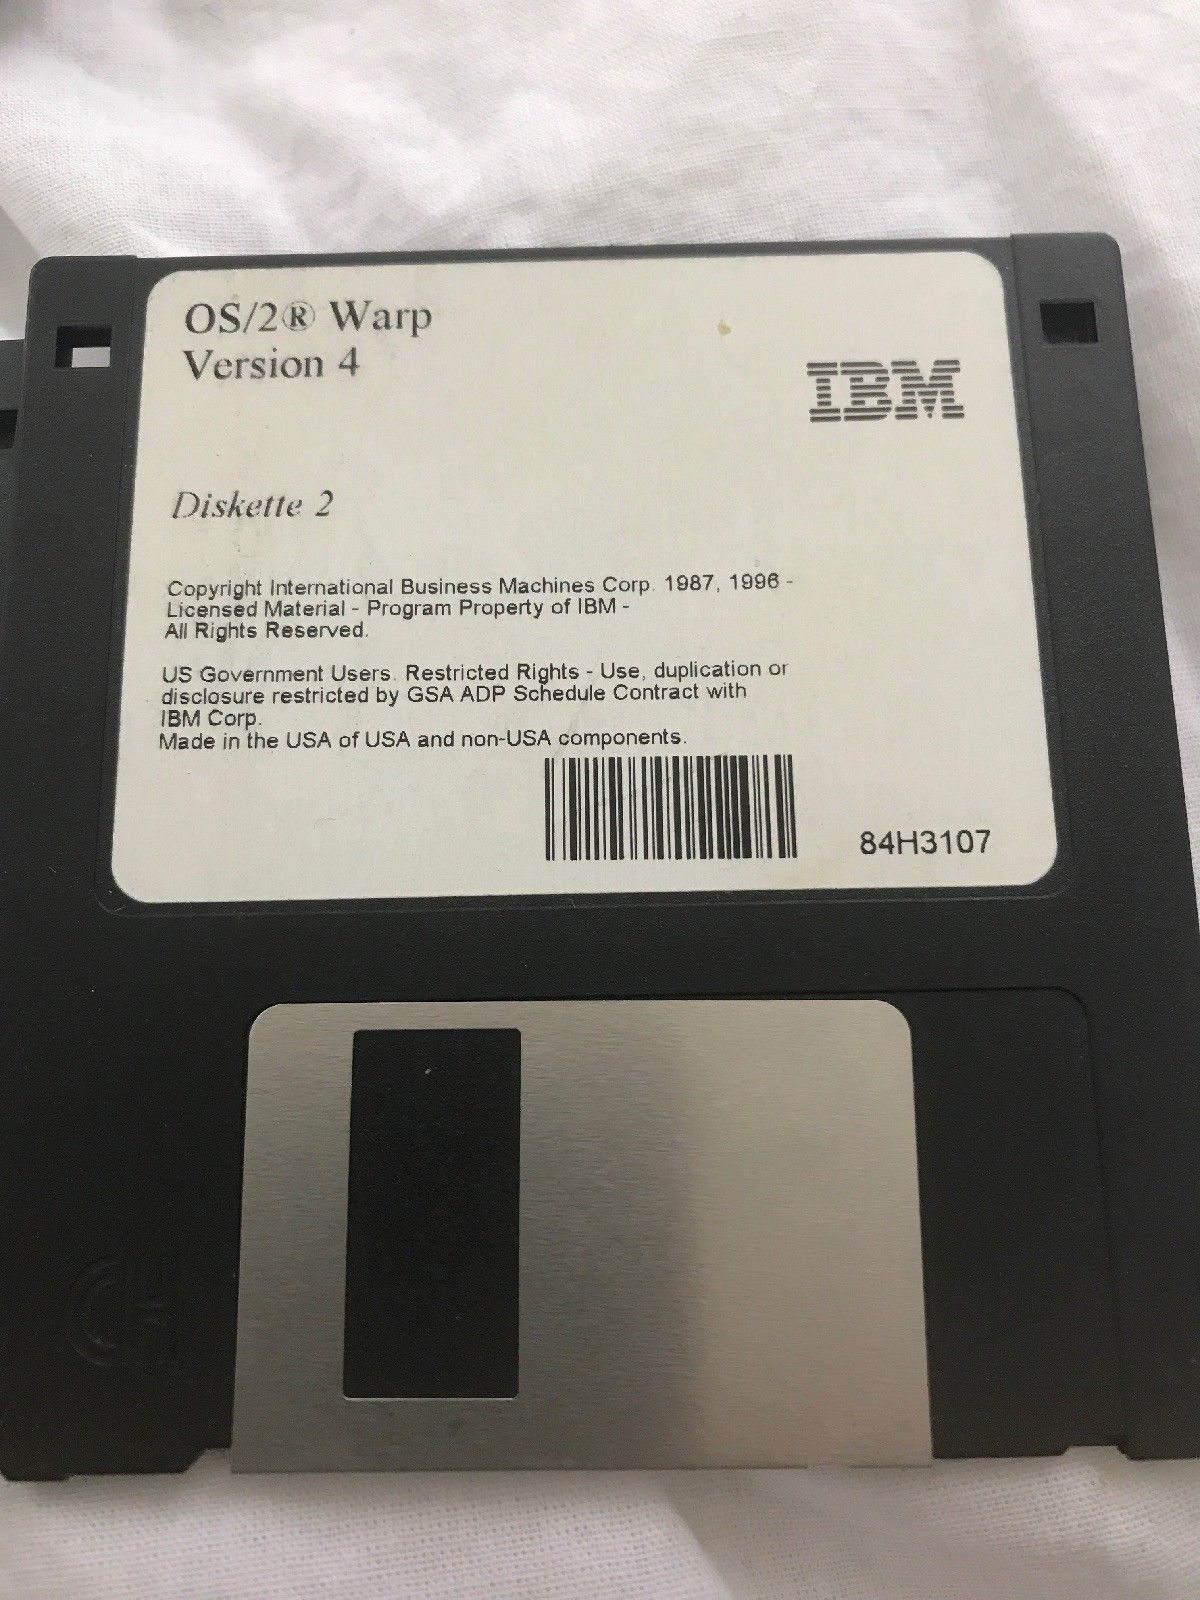 OS/2® Warp
Version 4
IBM
Diskette 2
Copyright International Business Machines Corp. 1987, 1996 -
Licensed Material - Program Property of IBM -
All Rights Reserved.
US Government Users. Restricted Rights - Use, duplication or
disclosure restricted by GSA ADP Schedule Contract with
IBM Corp.
Made in the USA of USA and non-USA components.
84H3107